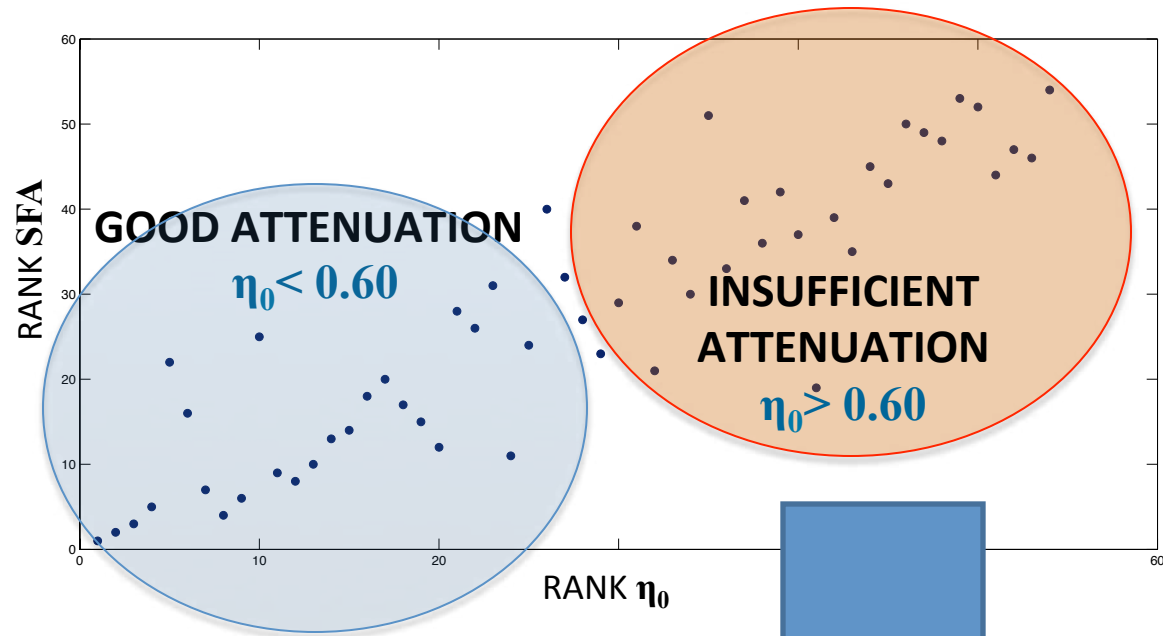 60
50
40
30
20
10
0
RANK SFA
GOOD ATTENUATION
η₀< 0.60
INSUFFICIENT
ATTENUATION
η₀> 0.60
0
10
20
60
RANK η₀